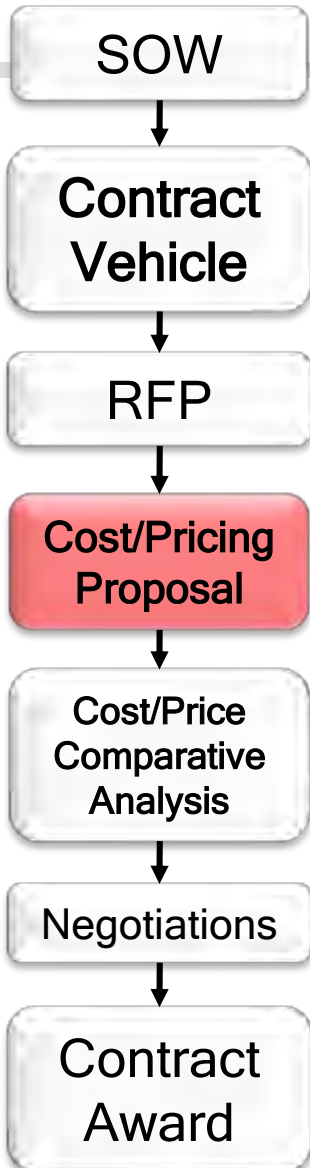 SOW
Contract
Vehicle
RFP
Cost/Pricing
Proposal
Cost/Price
Comparative
Analysis
Negotiations
Contract
Award